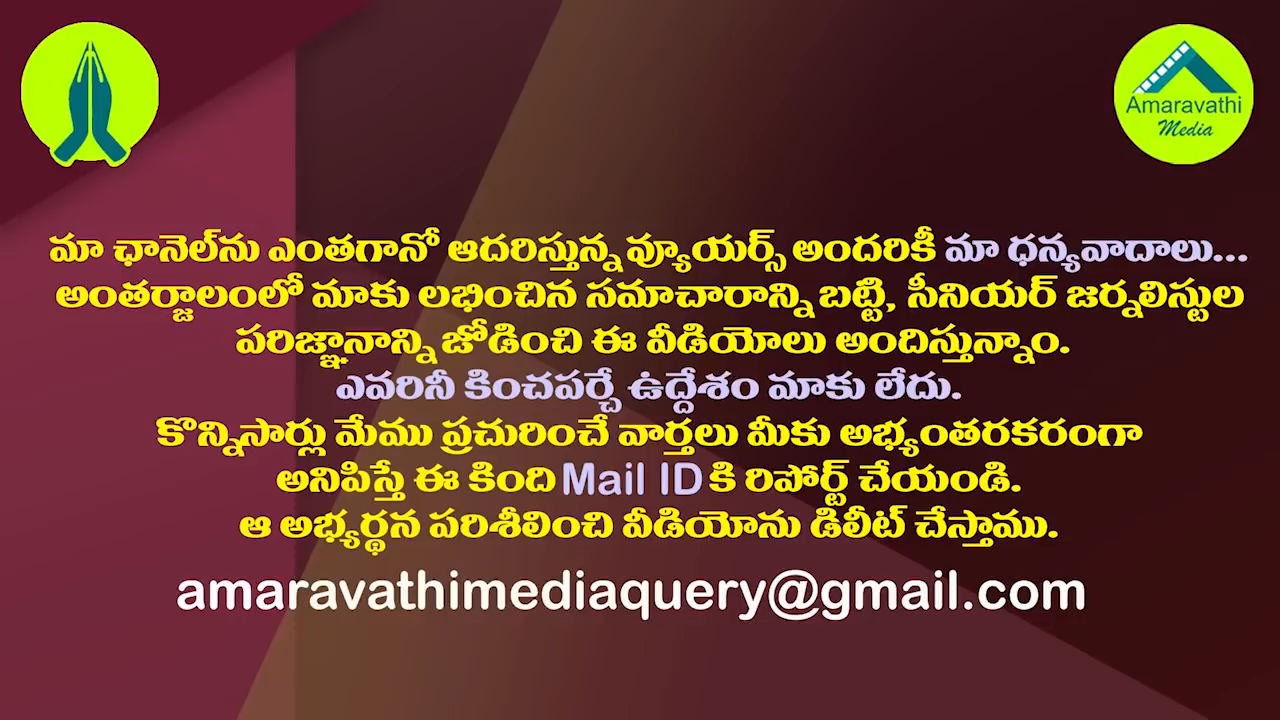 Amaravathi
Media
మా ఛానెల్‌ను ఎంతగానో ఆదరిస్తున్న వ్యూయర్స్ అందరికీ మా ధన్యవాదాలు...
అంతర్జాలంలో మాకు లభించిన సమాచారాన్ని బట్టి, సీనియర్ జర్నలిస్టుల
పరిజ్ఞానాన్ని జోడించి ఈ వీడియోలు అందిస్తున్నాం.
ఎవరినీ కించపర్చే ఉద్దేశం మాకు లేదు.
కొన్నిసార్లు మేము ప్రచురించే వార్తలు మీకు అభ్యంతరకరంగా
అనిపిస్తే ఈ కింది Mail ID కి రిపోర్ట్ చేయండి.
ఆ అభ్యర్థన పరిశీలించి వీడియోను డిలీట్ చేస్తాము.
amaravathimediaquery@gmail.com